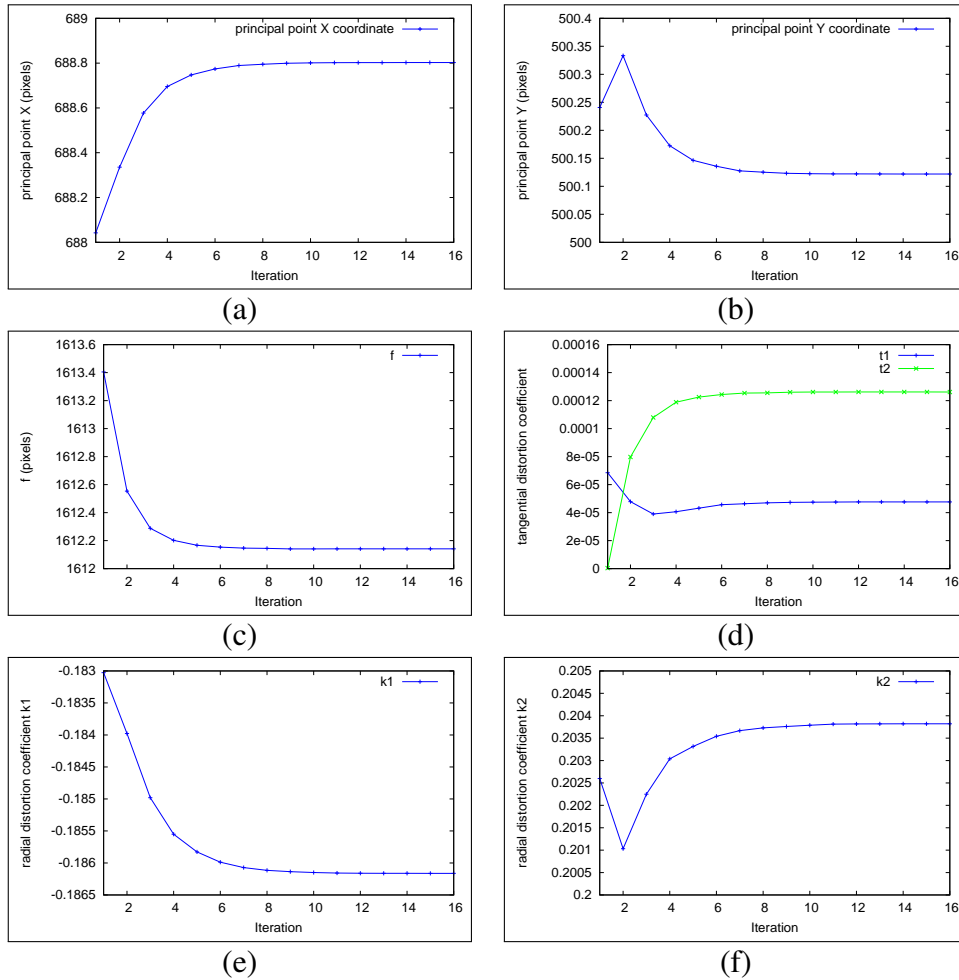 689
688.8
688.6
688.4
688.2
688
principal point X (pixels)
principal point X coordinate
2 4 6 8 10 12 14 16
Iteration
(a)
500.4
500.35
500.3
500.25
500.2
500.15
500.1
500.05
500
principal point Y (pixels)
principal point Y coordinate
2 4 6 8 10 12 14 16
Iteration
(b)
1613.6
1613.4
1613.2
1613
1612.8
1612.6
1612.4
1612.2
1612
f (pixels)
f
2 4 6 8 10 12 14 16
Iteration
(c)
0.00016
0.00014
0.00012
0.0001
8e-05
6e-05
4e-05
2e-05
0
tangential distortion coefficient
t1
t2
2 4 6 8 10 12 14 16
Iteration
(d)
-0.183
-0.1835
-0.184
-0.1845
-0.185
-0.1855
-0.186
-0.1865
radial distortion coefficient k1
k1
2 4 6 8 10 12 14 16
Iteration
(e)
0.205
0.2045
0.204
0.2035
0.203
0.2025
0.202
0.2015
0.201
0.2005
0.2
radial distortion coefficient k2
k2
2 4 6 8 10 12 14 16
Iteration
(f)